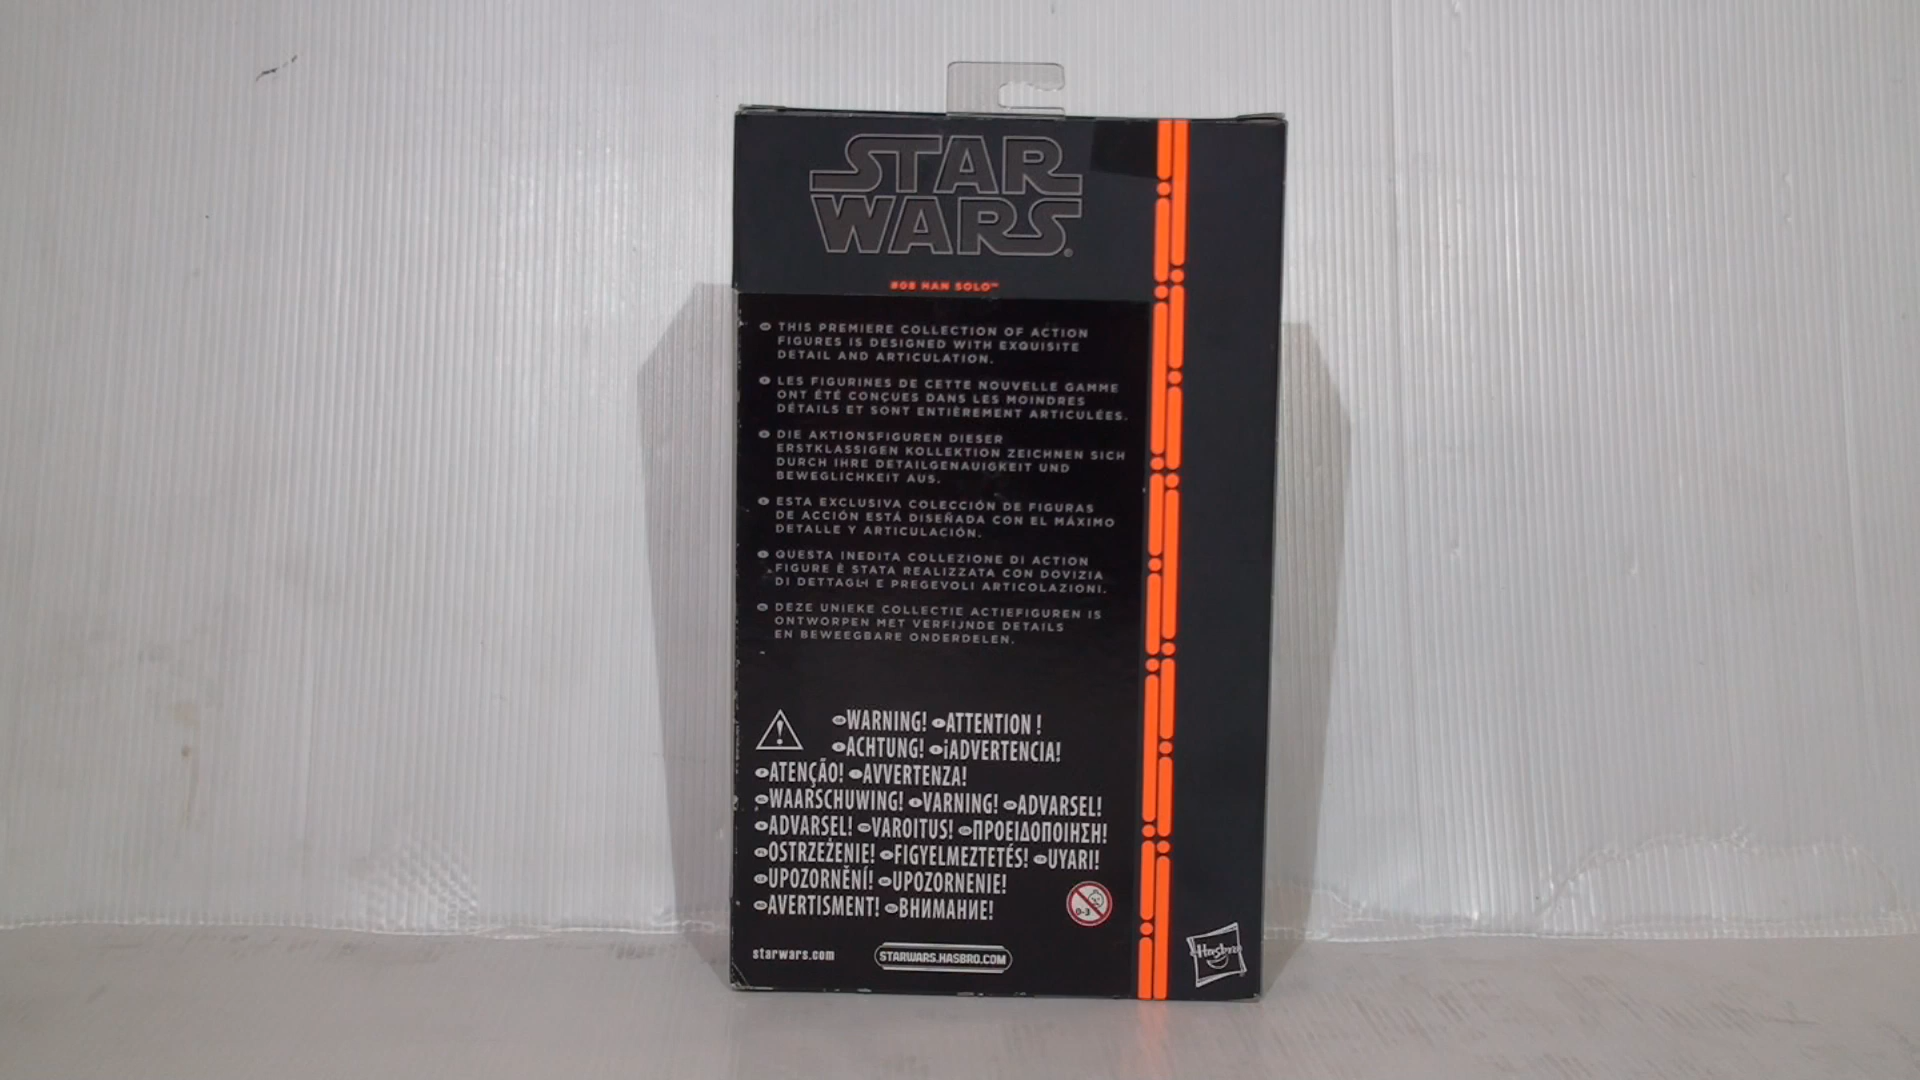 STAR
WARS®
#08 HAN SOLO™
THIS PREMIERE COLLECTION OF ACTION
FIGURES IS DESIGNED WITH EXQUISITE
DETAIL AND ARTICULATION.
LES FIGURINES DE CETTE NOUVELLE GAMME
ONT ÉTÉ CONÇUES DANS LES MOINDRES
DÉTAILS ET SONT ENTIÈREMENT ARTICULÉES.
DIE AKTIONSFIGUREN DIESER
ERSTKLASSIGEN KOLLEKTION ZEICHNEN SICH
DURCH IHRE DETAILGENAUIGKEIT UND
BEWEGLICHKEIT AUS.
ESTA EXCLUSIVA COLECCIÓN DE FIGURAS
DE ACCIÓN ESTÁ DISEÑADA CON EL MÁXIMO
DETALLE Y ARTICULACIÓN.
QUESTA INEDITA COLLEZIONE DI ACTION
FIGURE È STATA REALIZZATA CON DOVIZIA
DI DETTAGLI E PREGEVOLI ARTICOLAZIONI.
DEZE UNIEKE COLLECTIE ACTIEFIGUREN IS
ONTWORPEN MET VERFIJNDE DETAILS
EN BEWEEGBARE ONDERDELEN.
WARNING! ATTENTION !
ACHTUNG! ¡ADVERTENCIA!
ATENÇÃO! AVVERTENZA!
WAARSCHUWING! VARNING! ADVARSEL!
ADVARSEL! VAROITUS! ΠΡΟΕΙΔΟΠΟΙΗΣΗ!
OSTRZEŻENIE! FIGYELMEZTETÉS! UYARI!
UPOZORNĚNÍ! UPOZORNENIE!
AVERTISMENT! ВНИМАНИЕ!
0-3
starwars.com
STARWARS.HASBRO.COM
Hasbro